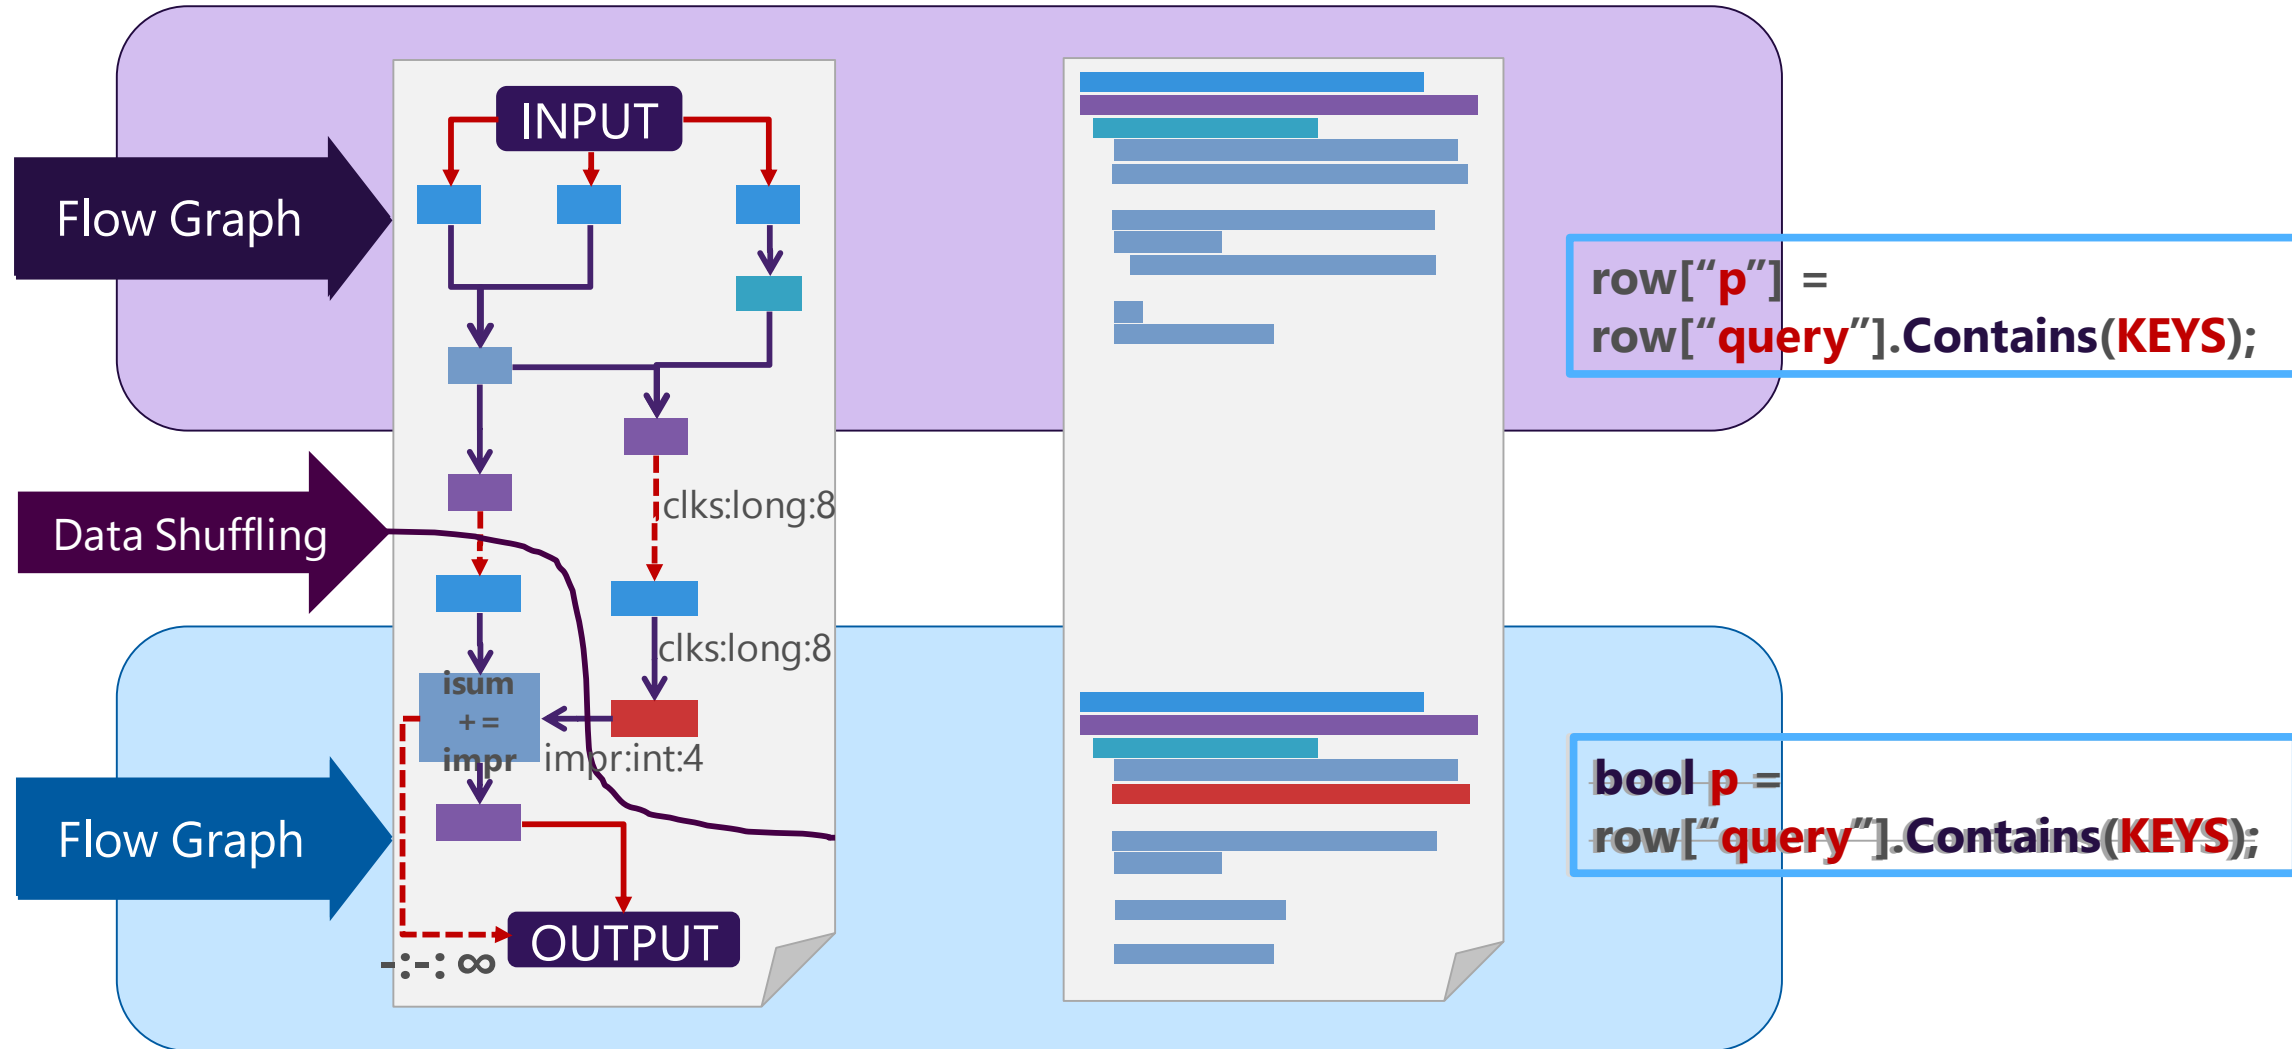 INPUT
Flow Graph
row[“p”] =
row[“query”].Contains(KEYS);
clks:long:8
Data Shuffling
clks:long:8
isum
+=
impr
impr:int:4
bool p =
row[“query”].Contains(KEYS);
Flow Graph
OUTPUT
-:-: ∞